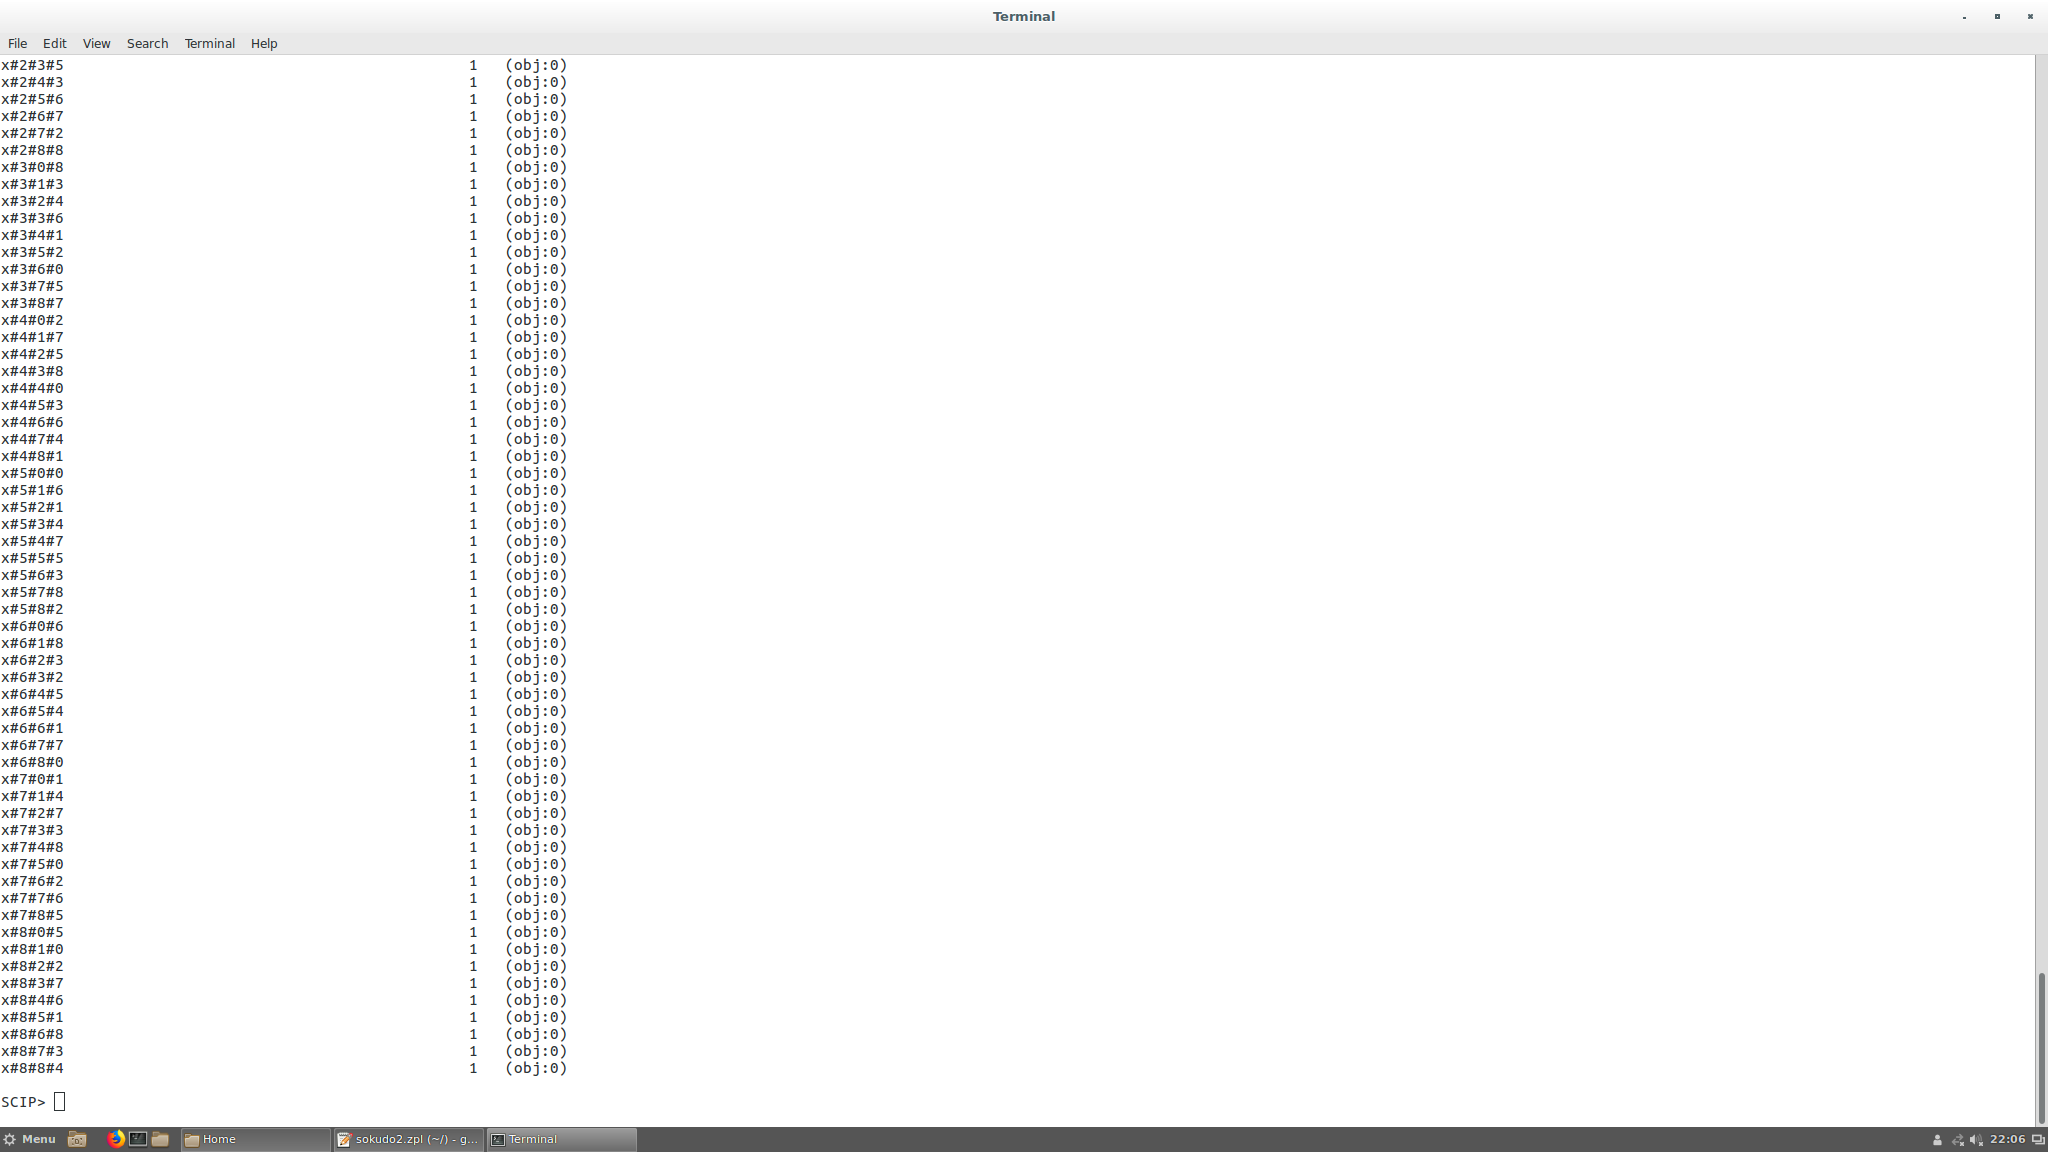 Terminal
File Edit View Search Terminal Help
x#2#3#5 1 (obj:0)
x#2#4#3 1 (obj:0)
x#2#5#6 1 (obj:0)
x#2#6#7 1 (obj:0)
x#2#7#2 1 (obj:0)
x#2#8#8 1 (obj:0)
x#3#0#8 1 (obj:0)
x#3#1#3 1 (obj:0)
x#3#2#4 1 (obj:0)
x#3#3#6 1 (obj:0)
x#3#4#1 1 (obj:0)
x#3#5#2 1 (obj:0)
x#3#6#0 1 (obj:0)
x#3#7#5 1 (obj:0)
x#3#8#7 1 (obj:0)
x#4#0#2 1 (obj:0)
x#4#1#7 1 (obj:0)
x#4#2#5 1 (obj:0)
x#4#3#8 1 (obj:0)
x#4#4#0 1 (obj:0)
x#4#5#3 1 (obj:0)
x#4#6#6 1 (obj:0)
x#4#7#4 1 (obj:0)
x#4#8#1 1 (obj:0)
x#5#0#0 1 (obj:0)
x#5#1#6 1 (obj:0)
x#5#2#1 1 (obj:0)
x#5#3#4 1 (obj:0)
x#5#4#7 1 (obj:0)
x#5#5#5 1 (obj:0)
x#5#6#3 1 (obj:0)
x#5#7#8 1 (obj:0)
x#5#8#2 1 (obj:0)
x#6#0#6 1 (obj:0)
x#6#1#8 1 (obj:0)
x#6#2#3 1 (obj:0)
x#6#3#2 1 (obj:0)
x#6#4#5 1 (obj:0)
x#6#5#4 1 (obj:0)
x#6#6#1 1 (obj:0)
x#6#7#7 1 (obj:0)
x#6#8#0 1 (obj:0)
x#7#0#1 1 (obj:0)
x#7#1#4 1 (obj:0)
x#7#2#7 1 (obj:0)
x#7#3#3 1 (obj:0)
x#7#4#8 1 (obj:0)
x#7#5#0 1 (obj:0)
x#7#6#2 1 (obj:0)
x#7#7#6 1 (obj:0)
x#7#8#5 1 (obj:0)
x#8#0#5 1 (obj:0)
x#8#1#0 1 (obj:0)
x#8#2#2 1 (obj:0)
x#8#3#7 1 (obj:0)
x#8#4#6 1 (obj:0)
x#8#5#1 1 (obj:0)
x#8#6#8 1 (obj:0)
x#8#7#3 1 (obj:0)
x#8#8#4 1 (obj:0)
SCIP>
Menu Home sokudo2.zpl (~/) - g... Terminal 22:06